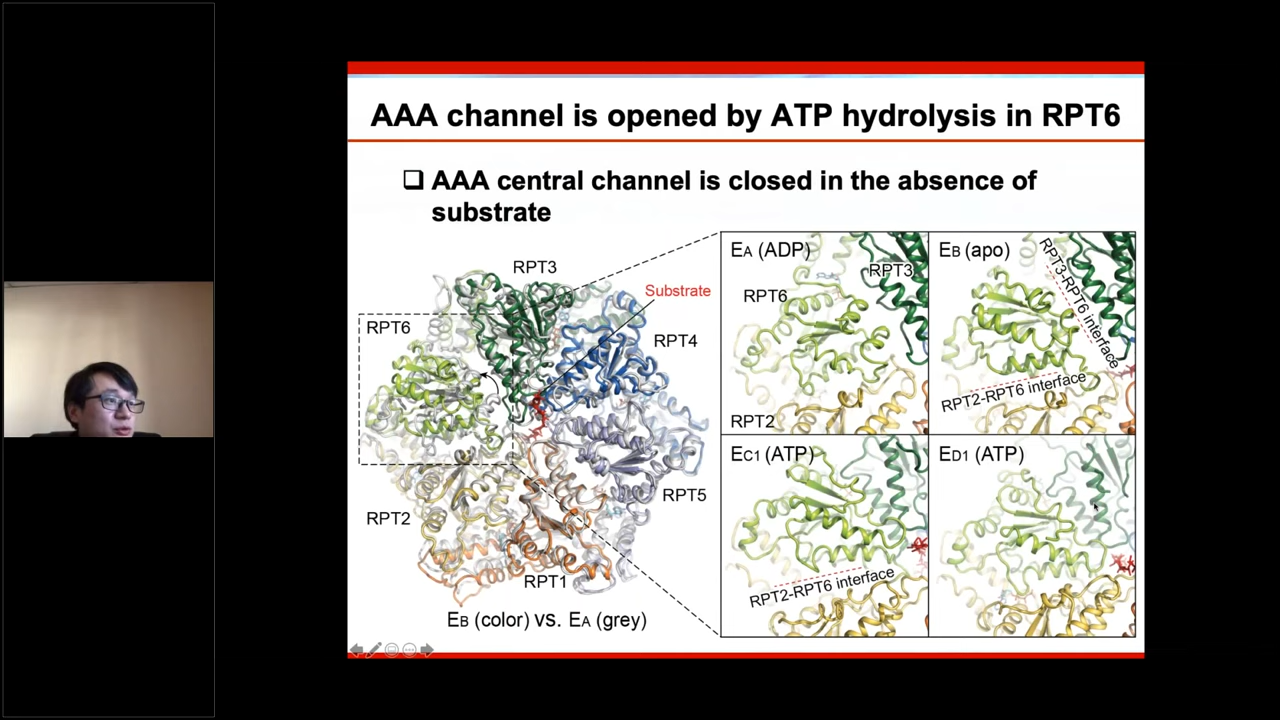 AAA channel is opened by ATP hydrolysis in RPT6
❑ AAA central channel is closed in the absence of
substrate
RPT3
Substrate
RPT6
RPT4
RPT5
RPT2
RPT1
EB (color) vs. EA (grey)
EA (ADP)
RPT3
RPT6
RPT2
EB (apo)
RPT3-RPT6 interface
RPT2-RPT6 interface
EC1 (ATP)
RPT2-RPT6 interface
ED1 (ATP)